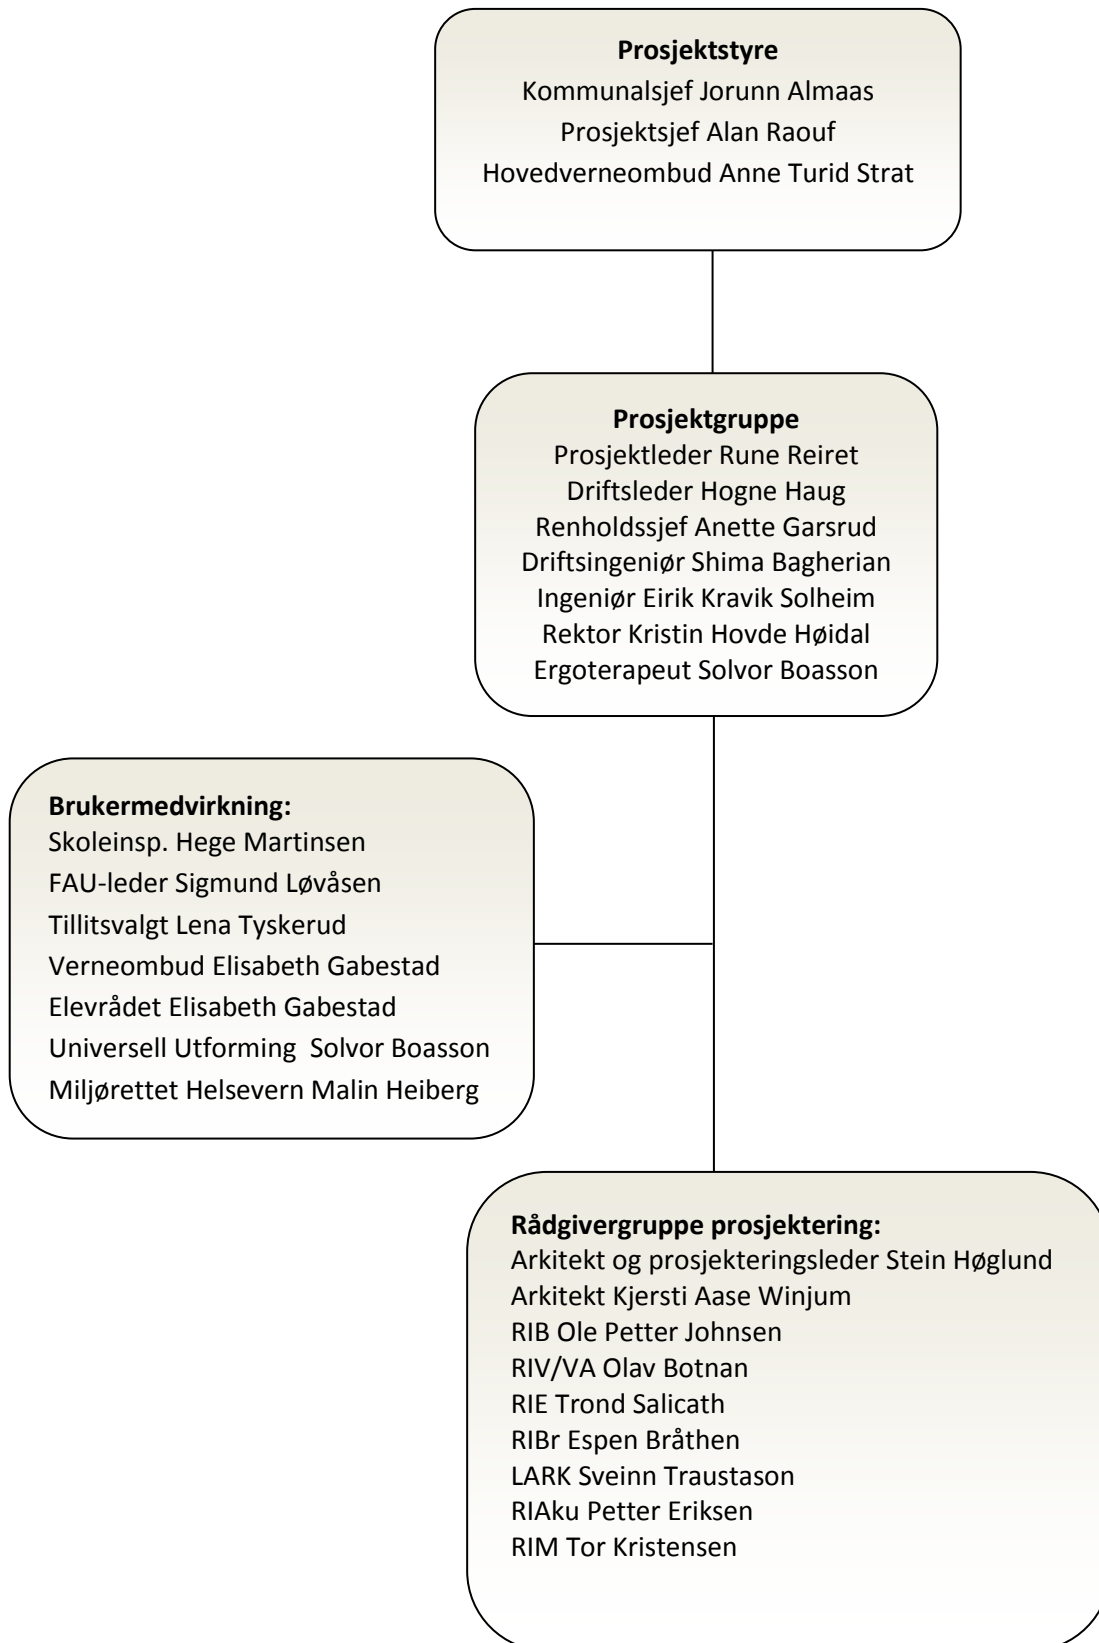 Prosjektstyre
Kommunalsjef Jorunn Almaas
Prosjektsjef Alan Raouf
Hovedverneombud Anne Turid Strat
Prosjektgruppe
Prosjektleder Rune Reiret
Driftsleder Hogne Haug
Renholdssjef Anette Garsrud
Driftsingeniør Shima Bagherian
Ingeniør Eirik Kravik Solheim
Rektor Kristin Hovde Høidal
Ergoterapeut Solvor Boasson
Brukermedvirkning:
Skoleinsp. Hege Martinsen
FAU-leder Sigmund Løvåsen
Tillitsvalgt Lena Tyskerud
Verneombud Elisabeth Gabestad
Elevrådet Elisabeth Gabestad
Universell Utforming  Solvor Boasson
Miljørettet Helsevern Malin Heiberg
Rådgivergruppe prosjektering:
Arkitekt og prosjekteringsleder Stein Høglund
Arkitekt Kjersti Aase Winjum
RIB Ole Petter Johnsen
RIV/VA Olav Botnan
RIE Trond Salicath
RIBr Espen Bråthen
LARK Sveinn Traustason
RIAku Petter Eriksen
RIM Tor Kristensen